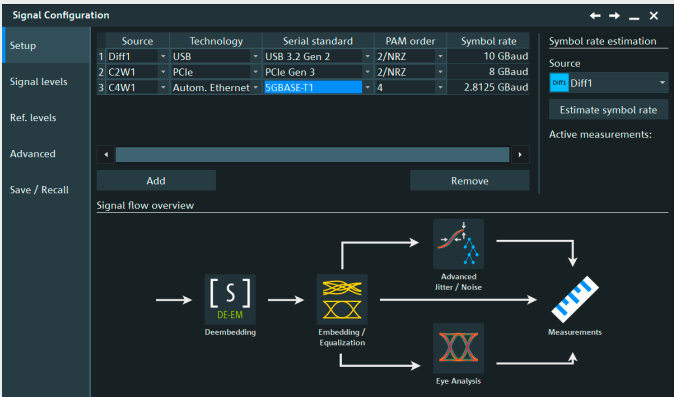 Signal Configuration
Setup
Signal levels
Ref. levels
Advanced
Save / Recall
Source Technology Serial standard PAM order Symbol rate
1 Diff1 USB USB 3.2 Gen 2 2/NRZ 10 GBaud
2 C2W1 PCIe PCIe Gen 3 2/NRZ 8 GBaud
3 C4W1 Autom. Ethernet 5GBASE-T1 4 2.8125 GBaud
Add Remove
Symbol rate estimation
Source
Diff1 Diff1
Estimate symbol rate
Active measurements:
Signal flow overview
[ S ]
DE-EM
Deembedding
Embedding /
Equalization
Advanced
Jitter / Noise
Eye Analysis
Measurements